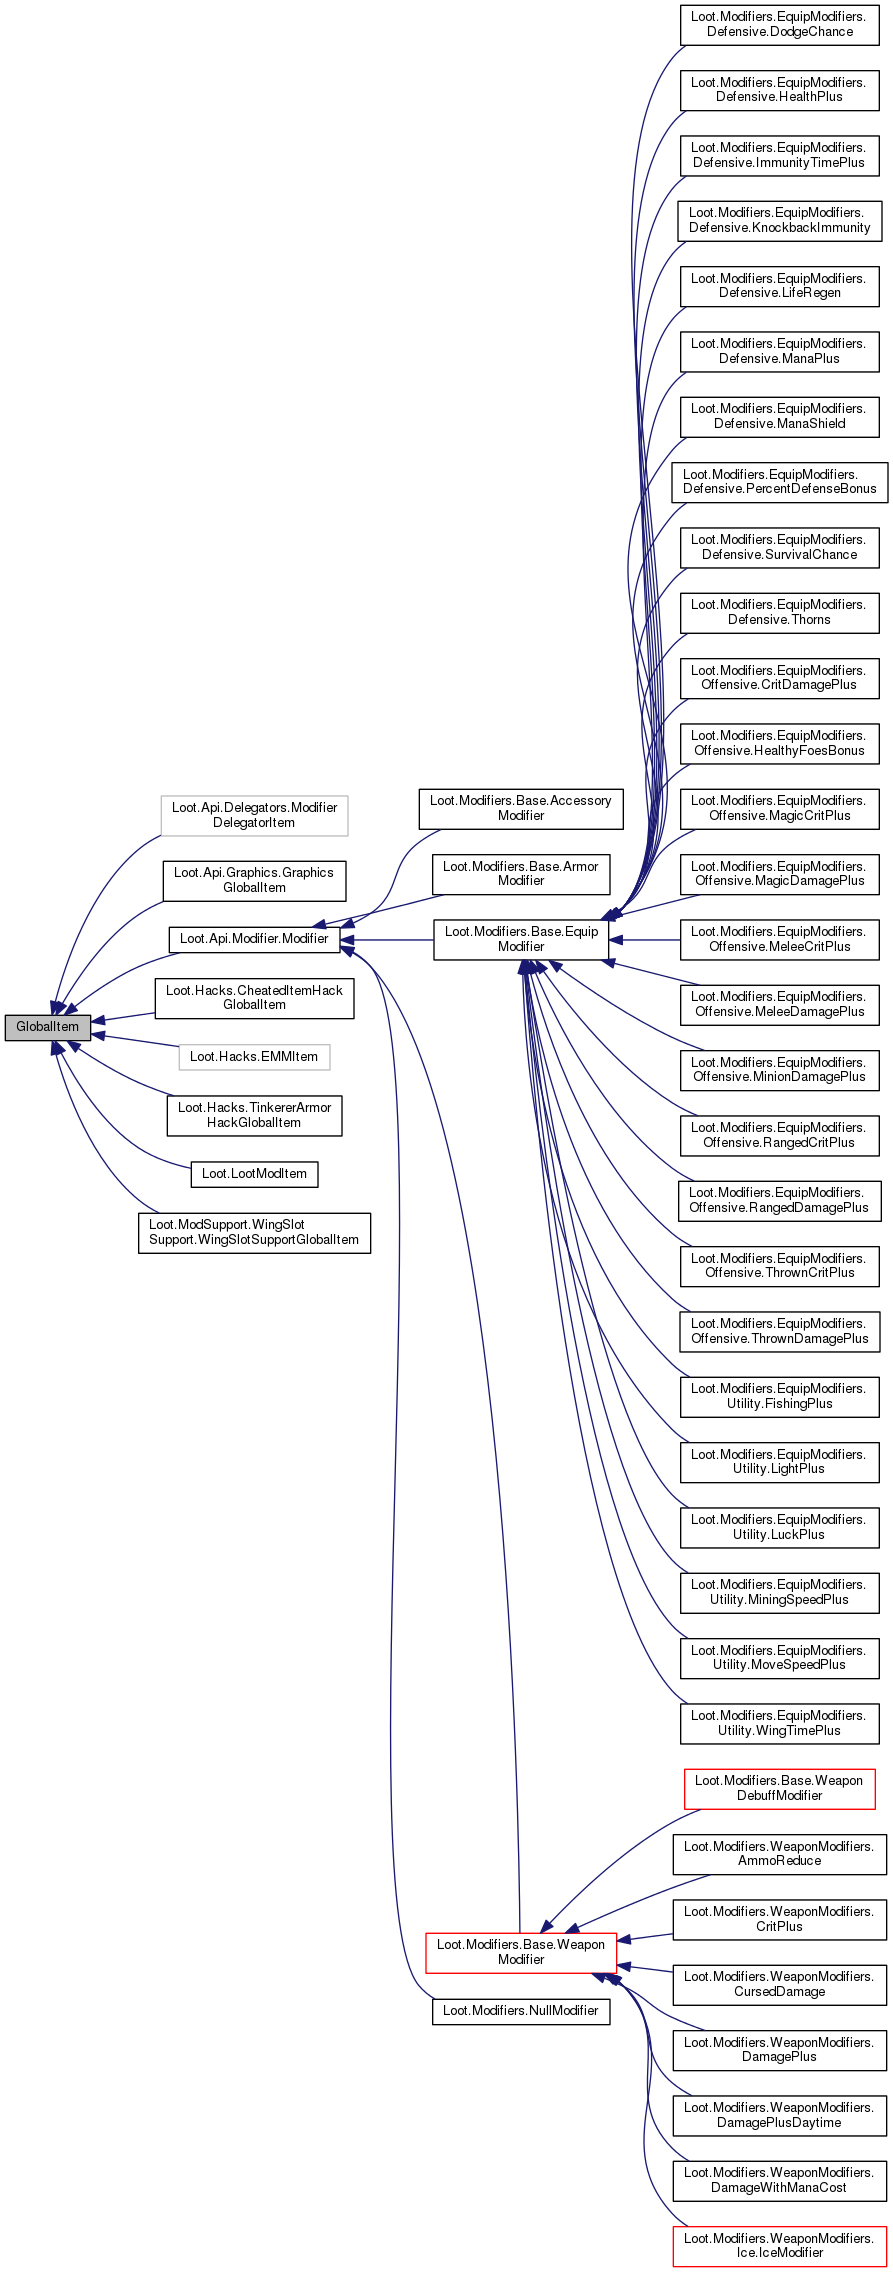 GlobalItem
Loot.Api.Delegators.Modifier
DelegatorItem
Loot.Api.Graphics.Graphics
GlobalItem
Loot.Api.Modifier.Modifier
Loot.Hacks.CheatedItemHack
GlobalItem
Loot.Hacks.EMMItem
Loot.Hacks.TinkererArmor
HackGlobalItem
Loot.LootModItem
Loot.ModSupport.WingSlot
Support.WingSlotSupportGlobalItem
Loot.Modifiers.Base.Accessory
Modifier
Loot.Modifiers.Base.Armor
Modifier
Loot.Modifiers.Base.Equip
Modifier
Loot.Modifiers.Base.Weapon
Modifier
Loot.Modifiers.NullModifier
Loot.Modifiers.EquipModifiers.
Defensive.DodgeChance
Loot.Modifiers.EquipModifiers.
Defensive.HealthPlus
Loot.Modifiers.EquipModifiers.
Defensive.ImmunityTimePlus
Loot.Modifiers.EquipModifiers.
Defensive.KnockbackImmunity
Loot.Modifiers.EquipModifiers.
Defensive.LifeRegen
Loot.Modifiers.EquipModifiers.
Defensive.ManaPlus
Loot.Modifiers.EquipModifiers.
Defensive.ManaShield
Loot.Modifiers.EquipModifiers.
Defensive.PercentDefenseBonus
Loot.Modifiers.EquipModifiers.
Defensive.SurvivalChance
Loot.Modifiers.EquipModifiers.
Defensive.Thorns
Loot.Modifiers.EquipModifiers.
Offensive.CritDamagePlus
Loot.Modifiers.EquipModifiers.
Offensive.HealthyFoesBonus
Loot.Modifiers.EquipModifiers.
Offensive.MagicCritPlus
Loot.Modifiers.EquipModifiers.
Offensive.MagicDamagePlus
Loot.Modifiers.EquipModifiers.
Offensive.MeleeCritPlus
Loot.Modifiers.EquipModifiers.
Offensive.MeleeDamagePlus
Loot.Modifiers.EquipModifiers.
Offensive.MinionDamagePlus
Loot.Modifiers.EquipModifiers.
Offensive.RangedCritPlus
Loot.Modifiers.EquipModifiers.
Offensive.RangedDamagePlus
Loot.Modifiers.EquipModifiers.
Offensive.ThrownCritPlus
Loot.Modifiers.EquipModifiers.
Offensive.ThrownDamagePlus
Loot.Modifiers.EquipModifiers.
Utility.FishingPlus
Loot.Modifiers.EquipModifiers.
Utility.LightPlus
Loot.Modifiers.EquipModifiers.
Utility.LuckPlus
Loot.Modifiers.EquipModifiers.
Utility.MiningSpeedPlus
Loot.Modifiers.EquipModifiers.
Utility.MoveSpeedPlus
Loot.Modifiers.EquipModifiers.
Utility.WingTimePlus
Loot.Modifiers.Base.Weapon
DebuffModifier
Loot.Modifiers.WeaponModifiers.
AmmoReduce
Loot.Modifiers.WeaponModifiers.
CritPlus
Loot.Modifiers.WeaponModifiers.
CursedDamage
Loot.Modifiers.WeaponModifiers.
DamagePlus
Loot.Modifiers.WeaponModifiers.
DamagePlusDaytime
Loot.Modifiers.WeaponModifiers.
DamageWithManaCost
Loot.Modifiers.WeaponModifiers.
Ice.IceModifier